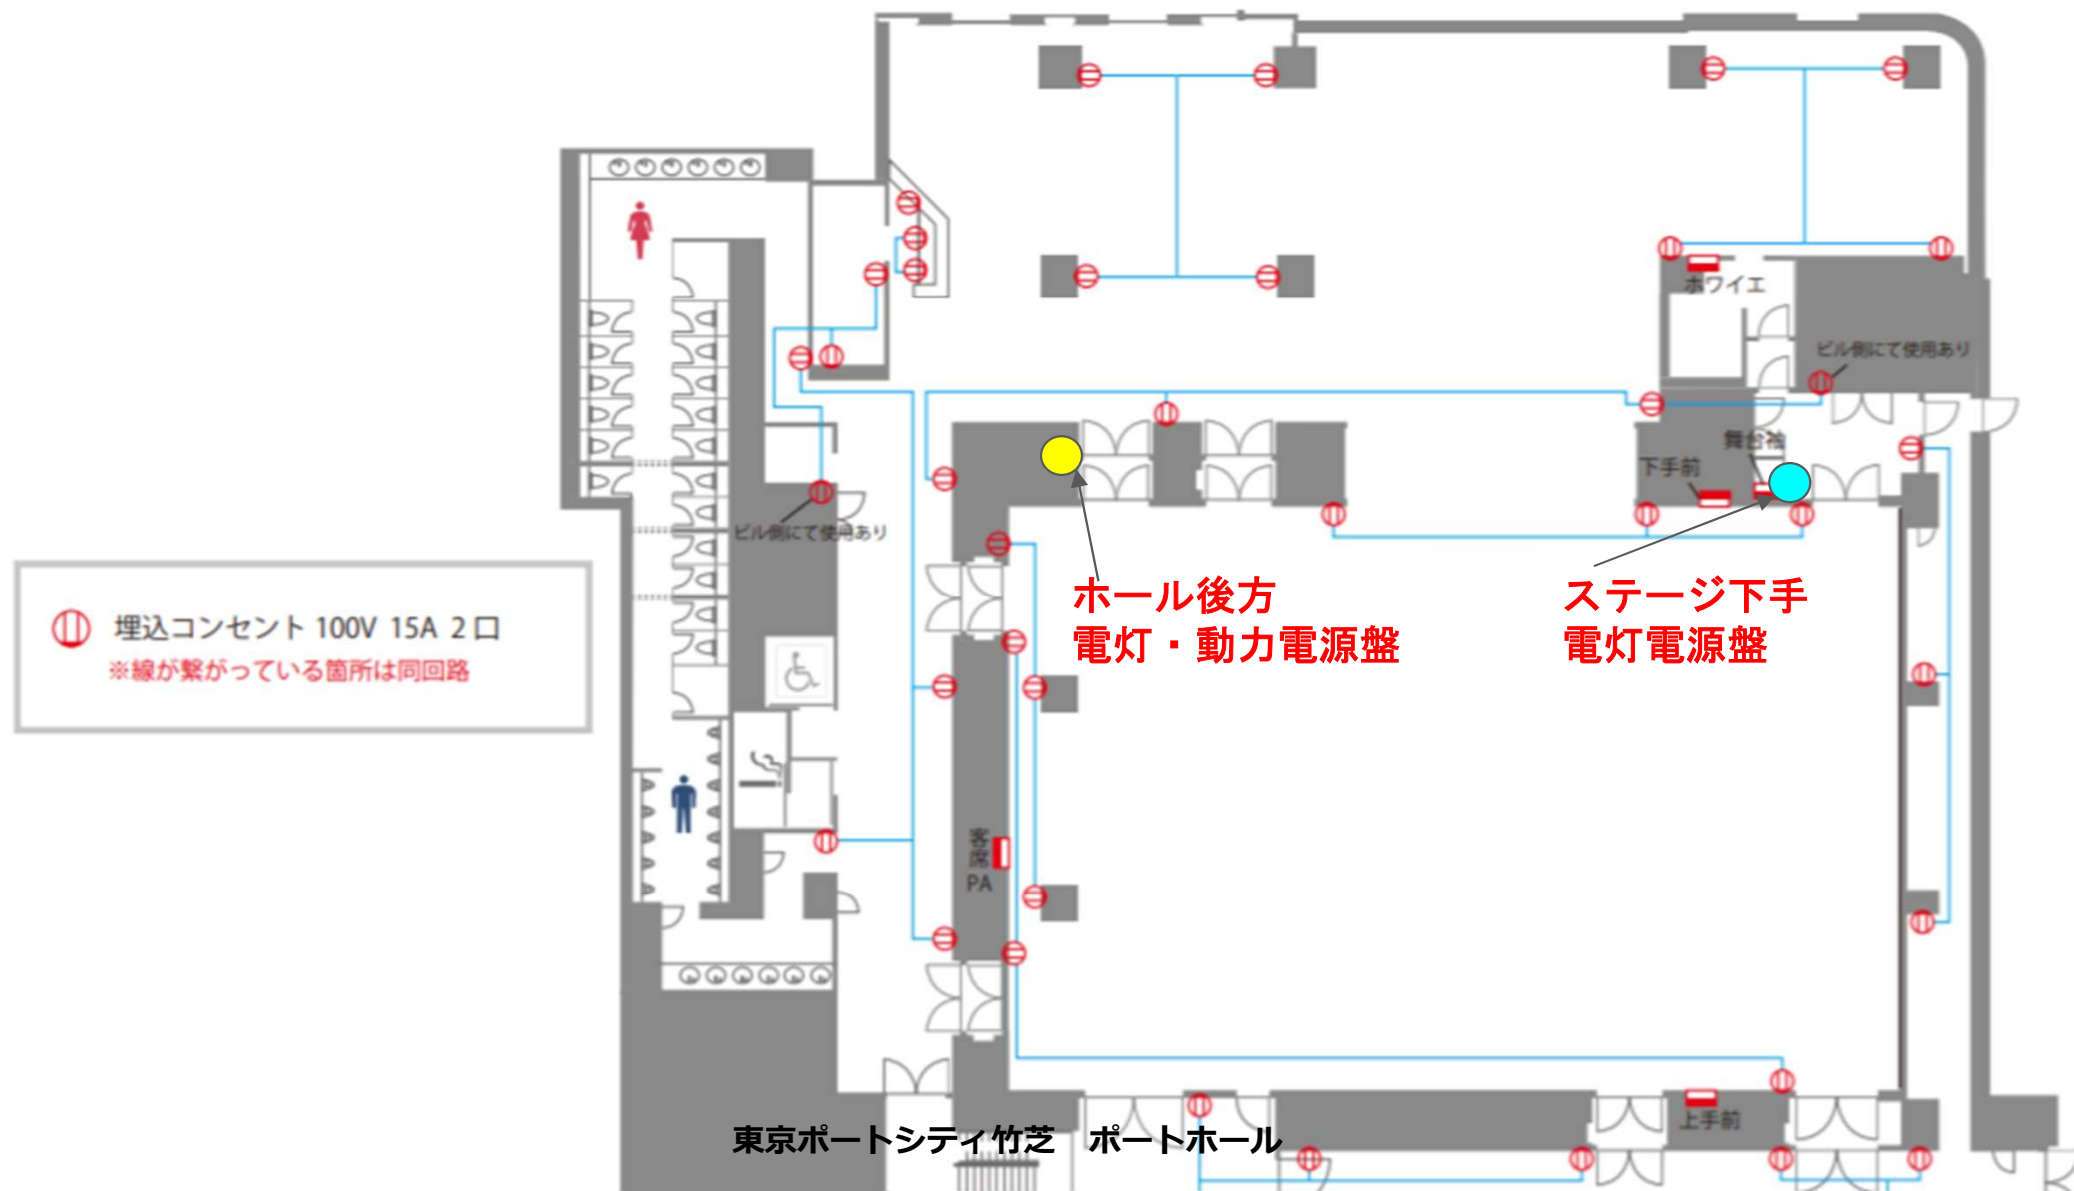 ホワイエ
ビル側にて使用あり
舞台袖
下手前
ビル側にて使用あり
埋込コンセント 100V 15A 2口
※線が繋がっている箇所は同回路
ホール後方
電灯・動力電源盤
ステージ下手
電灯電源盤
客席
PA
上手前
東京ポートシティ竹芝　ポートホール